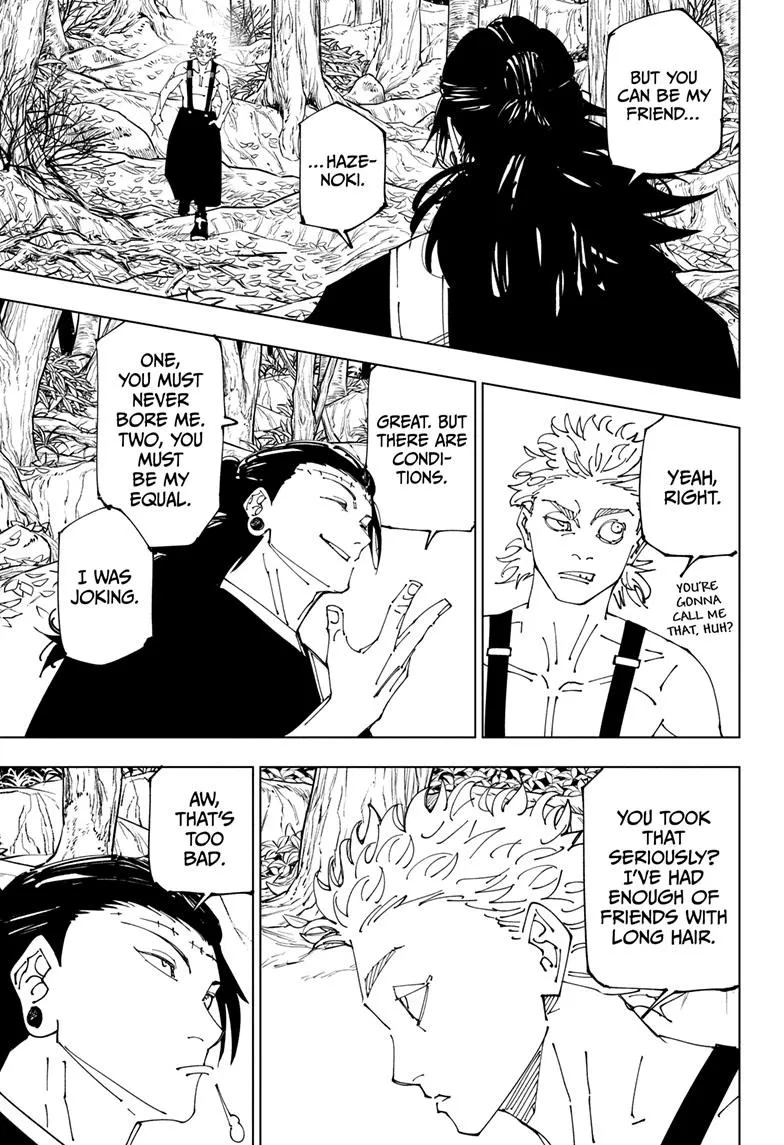 BUT YOU
CAN BE MY
FRIEND...
...HAZE-
NOKI.
YEAH,
RIGHT.
YOU'RE
GONNA
CALL ME
THAT, HUH?
GREAT. BUT
THERE ARE
CONDI-
TIONS.
ONE,
YOU MUST
NEVER
BORE ME.
TWO, YOU
MUST
BE MY
EQUAL.
I WAS
JOKING.
YOU TOOK
THAT
SERIOUSLY?
I'VE HAD
ENOUGH OF
FRIENDS WITH
LONG HAIR.
AW,
THAT'S
TOO
BAD.